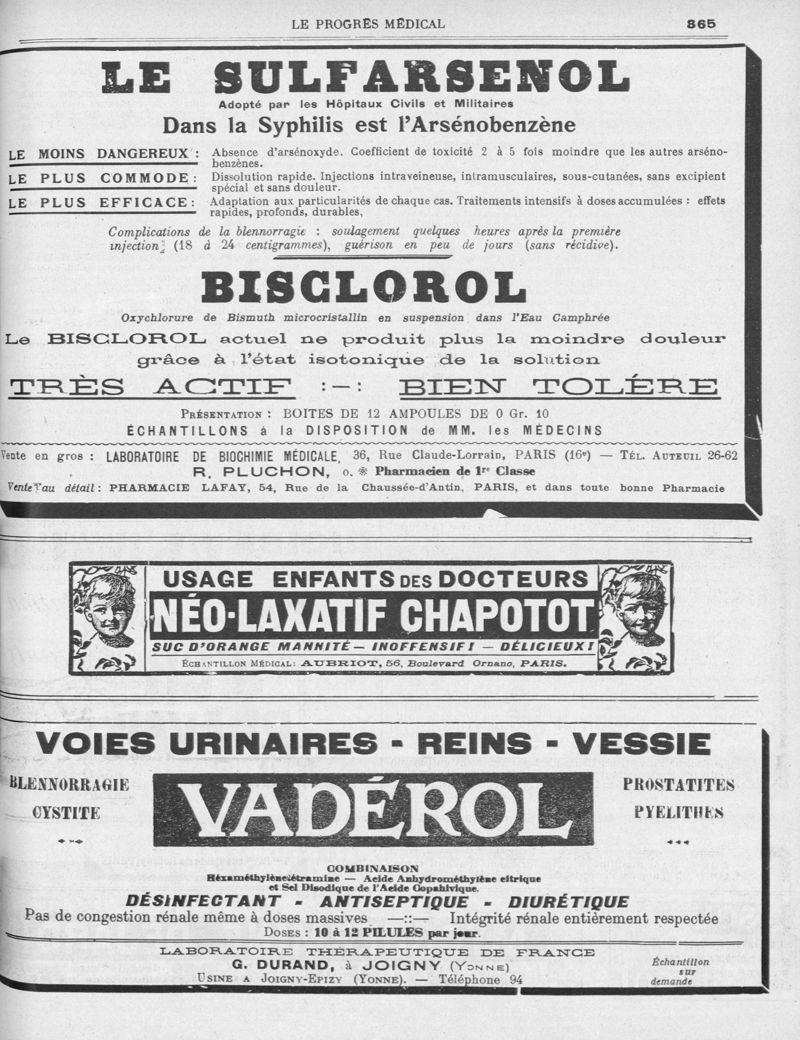 LE PROGRÈS MÉDICAL 865
LE SULFARSENOL
Adopté par les Hôpitaux Civils et Militaires
Dans la Syphilis est l'Arsénobenzène
LE MOINS DANGEREUX : Absence d'arsénoxyde. Coefficient de toxicité 2 à 5 fois moindre que les autres arséno-
benzènes.
LE PLUS COMMODE : Dissolution rapide. Injections intraveineuse, intramusculaires, sous-cutanées, sans excipient
spécial et sans douleur.
LE PLUS EFFICACE : Adaptation aux particularités de chaque cas. Traitements intensifs à doses accumulées : effets
rapides, profonds, durables,
Complications de la blennorragie : soulagement quelques heures après la première
injection (18 à 24 centigrammes), guérison en peu de jours (sans récidive).
BISCLOROL
Oxychlorure de Bismuth microcristallin en suspension dans l'Eau Camphrée
Le BISCLOROL actuel ne produit plus la moindre douleur
grâce à l'état isotonique de la solution
TRÈS ACTIF :-: BIEN TOLÉRE
PRÉSENTATION : BOITES DE 12 AMPOULES DE 0 Gr. 10
ÉCHANTILLONS à la DISPOSITION de MM. les MÉDECINS
Vente en gros : LABORATOIRE DE BIOCHIMIE MÉDICALE, 36, Rue Claude-Lorrain, PARIS (16e) — TÉL. AUTEUIL 26-62
R. PLUCHON, O. ❋ Pharmacien de 1re Classe
Vente au détail : PHARMACIE LAFAY, 54, Rue de la Chaussée-d'Antin, PARIS, et dans toute bonne Pharmacie
USAGE ENFANTS DES DOCTEURS
NÉO-LAXATIF CHAPOTOT
SUC D'ORANGE MANNITÉ — INOFFENSIF! — DÉLICIEUX!
ÉCHANTILLON MÉDICAL: AUBRIOT, 56, Boulevard Ornano, PARIS.
VOIES URINAIRES - REINS - VESSIE
BLENNORRAGIE
CYSTITE
VADÉROL
PROSTATITES
PYELITHES
COMBINAISON
Héxaméthylènetétramine — Acide Anhydrométhylène citrique
et Sel Disodique de l'Acide Copahivique.
DÉSINFECTANT - ANTISEPTIQUE - DIURÉTIQUE
Pas de congestion rénale même à doses massives —::— Intégrité rénale entièrement respectée
DOSES : 10 à 12 PILULES par jour.
LABORATOIRE THÉRAPEUTIQUE DE FRANCE
G. DURAND, à JOIGNY (YONNE)
USINE A JOIGNY-EPIZY (YONNE). — Téléphone 94
Échantillon
sur
demande